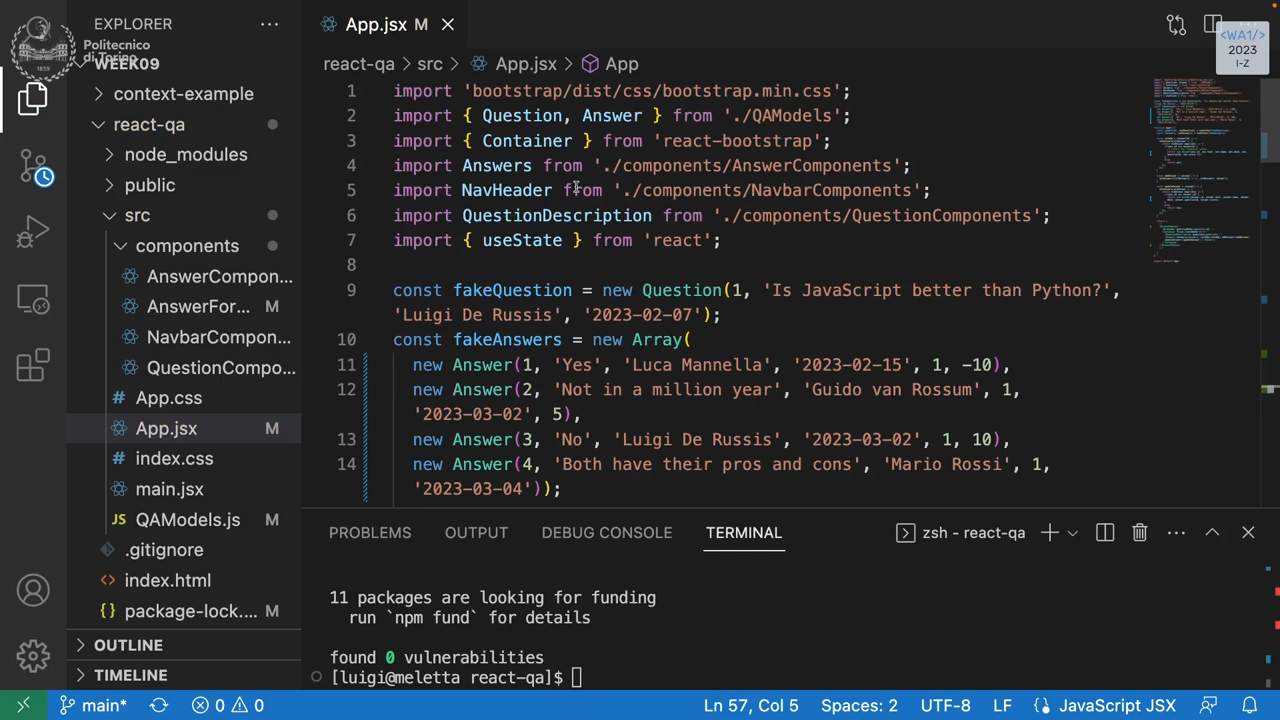 EXPLORER
Politecnico
di Torino
1859
WEEK09
context-example
react-qa
node_modules
public
src
components
AnswerCompon...
AnswerFor... M
NavbarCompon...
QuestionCompo...
# App.css
App.jsx M
# index.css
main.jsx
JS QAModels.js M
.gitignore
<> index.html
{} package-lock.... M
OUTLINE
TIMELINE
App.jsx M
<WA1/>
2023
I-Z
react-qa > src > App.jsx > App
1 import 'bootstrap/dist/css/bootstrap.min.css';
2 import { Question, Answer } from './QAModels';
3 import { Container } from 'react-bootstrap';
4 import Answers from './components/AnswerComponents';
5 import NavHeader from './components/NavbarComponents';
6 import QuestionDescription from './components/QuestionComponents';
7 import { useState } from 'react';
8
9 const fakeQuestion = new Question(1, 'Is JavaScript better than Python?',
'Luigi De Russis', '2023-02-07');
10 const fakeAnswers = new Array(
11 new Answer(1, 'Yes', 'Luca Mannella', '2023-02-15', 1, -10),
12 new Answer(2, 'Not in a million year', 'Guido van Rossum', 1,
'2023-03-02', 5),
13 new Answer(3, 'No', 'Luigi De Russis', '2023-03-02', 1, 10),
14 new Answer(4, 'Both have their pros and cons', 'Mario Rossi', 1,
'2023-03-04'));
PROBLEMS OUTPUT DEBUG CONSOLE TERMINAL zsh - react-qa
11 packages are looking for funding
run `npm fund` for details
found 0 vulnerabilities
[luigi@meletta react-qa]$
main* 0 0 Ln 57, Col 5 Spaces: 2 UTF-8 LF {} JavaScript JSX